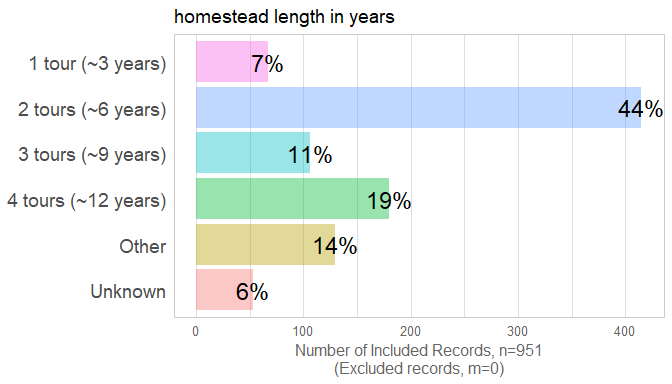 homestead length in years
1 tour (~3 years)
7%
2 tours (~6 years)
44%
3 tours (~9 years)
11%
4 tours (~12 years)
19%
Other
14%
Unknown
6%
0 100 200 300 400
Number of Included Records, n=951
(Excluded records, m=0)